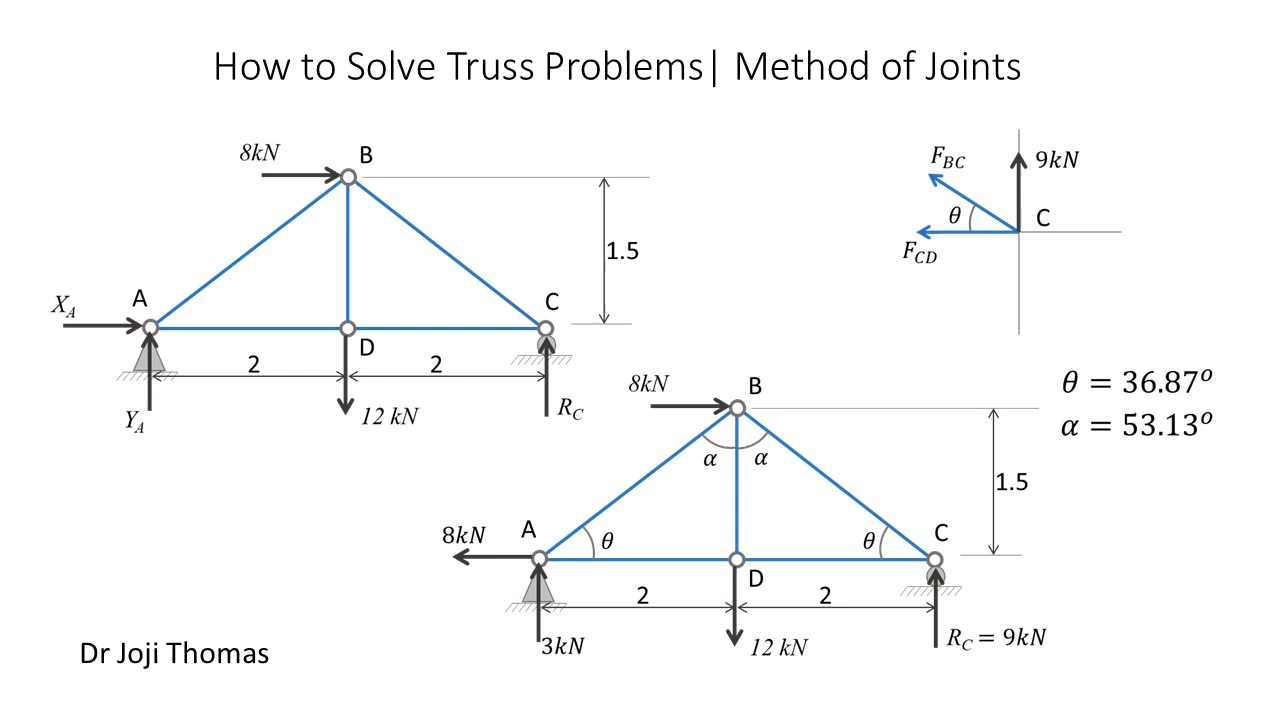 How to Solve Truss Problems| Method of Joints
8kN
B
1.5
X_A
A
C
D
2
2
Y_A
12 kN
R_C
F_BC
9kN
θ
C
F_CD
θ = 36.87°
α = 53.13°
8kN
B
α
α
1.5
8kN
A
θ
θ
C
D
2
2
3kN
12 kN
R_C = 9kN
Dr Joji Thomas